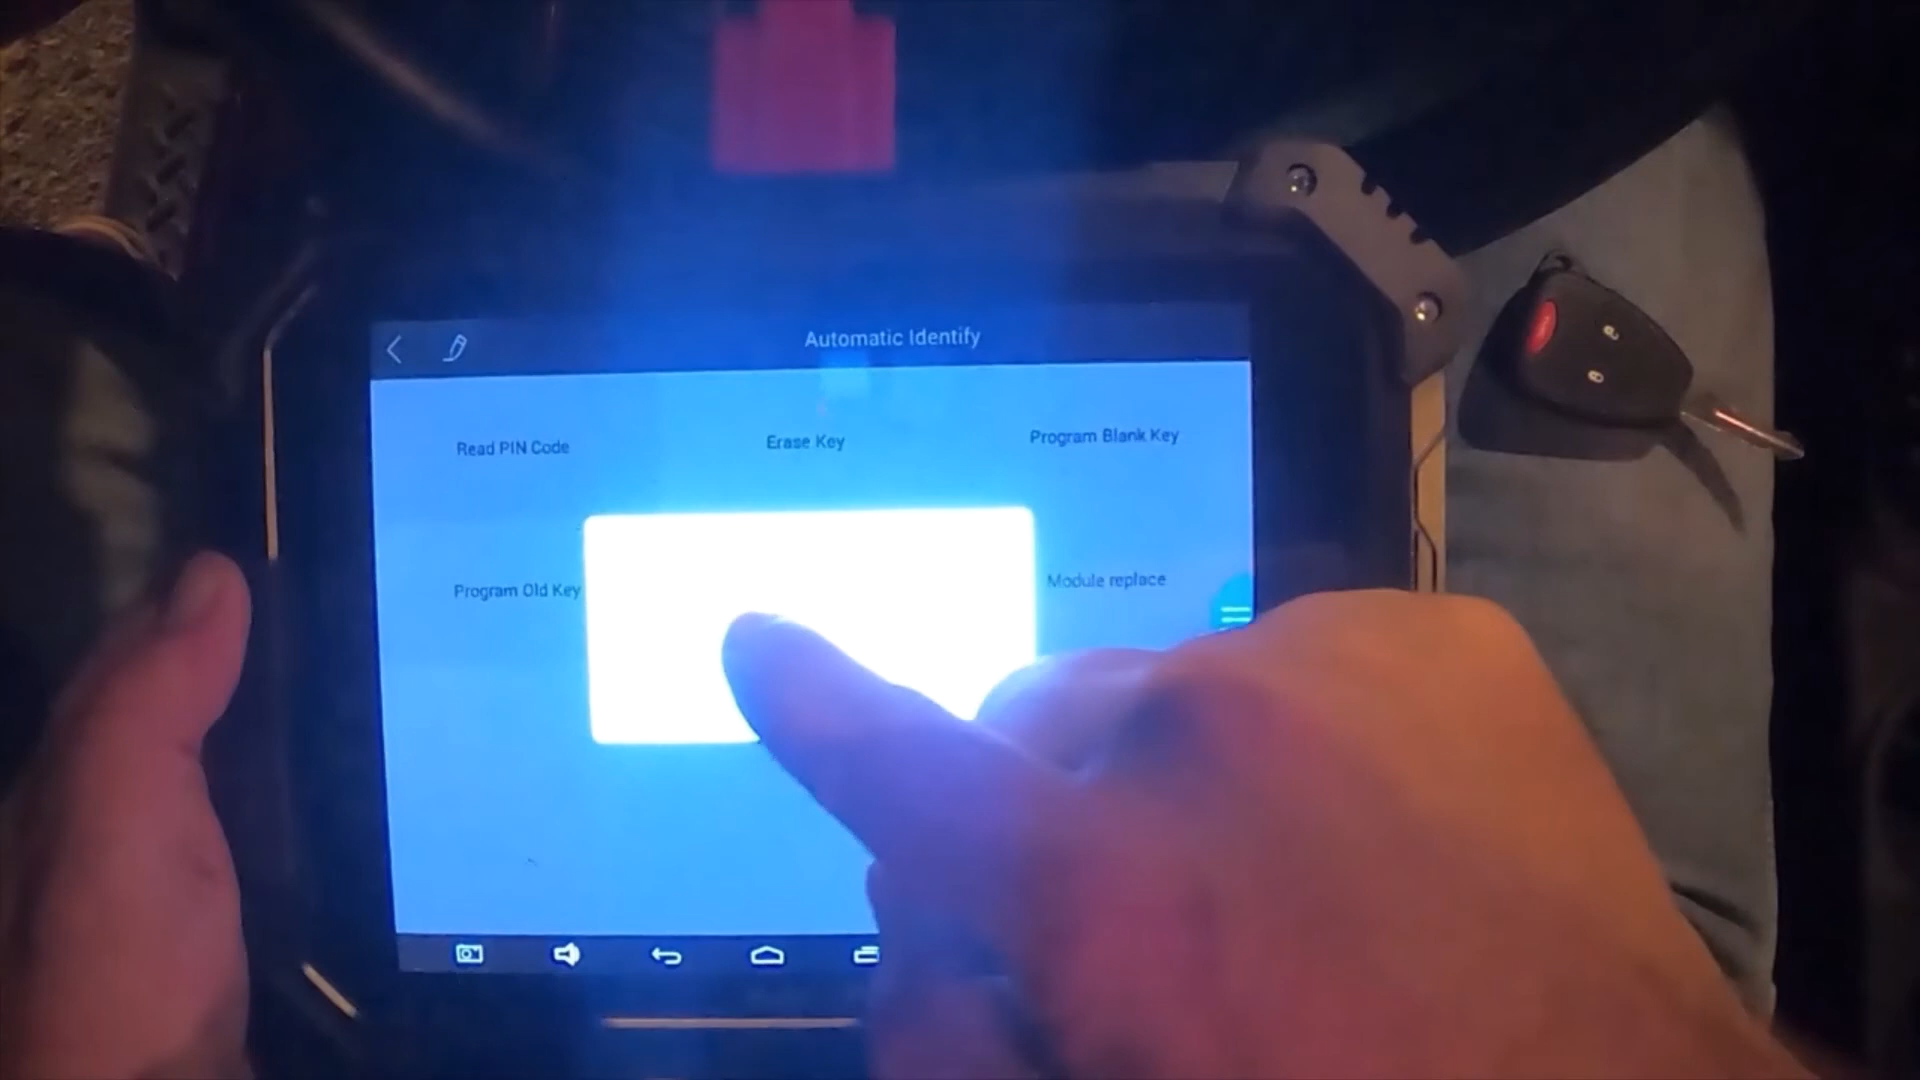 Automatic Identify
Read PIN Code
Erase Key
Program Blank Key
Program Old Key
Module replace